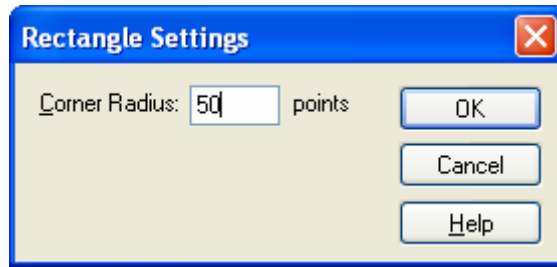 Rectangle Settings
Corner Radius: 50 points
OK
Cancel
Help